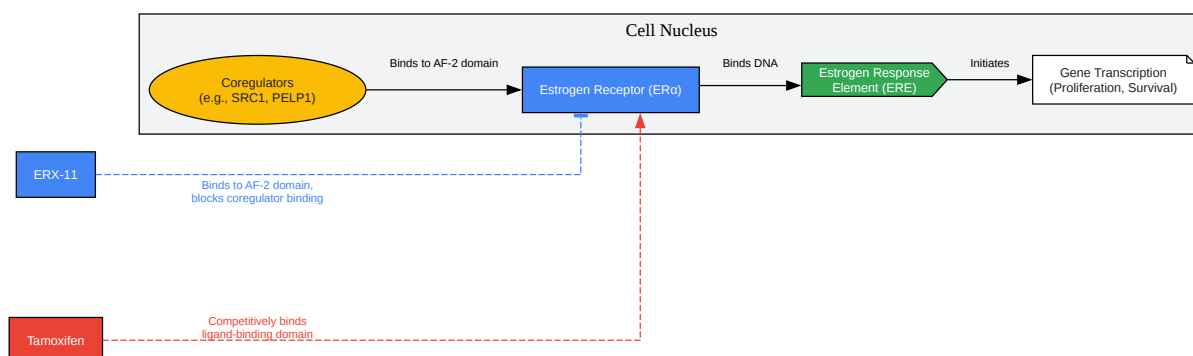 Cell Nucleus
Coregulators
(e.g., SRC1, PELP1)
Binds to AF-2 domain
Estrogen Receptor (ERα)
Binds DNA
Estrogen Response
Element (ERE)
Initiates
Gene Transcription
(Proliferation, Survival)
ERX-11
Binds to AF-2 domain,
blocks coregulator binding
Tamoxifen
Competitively binds
ligand-binding domain